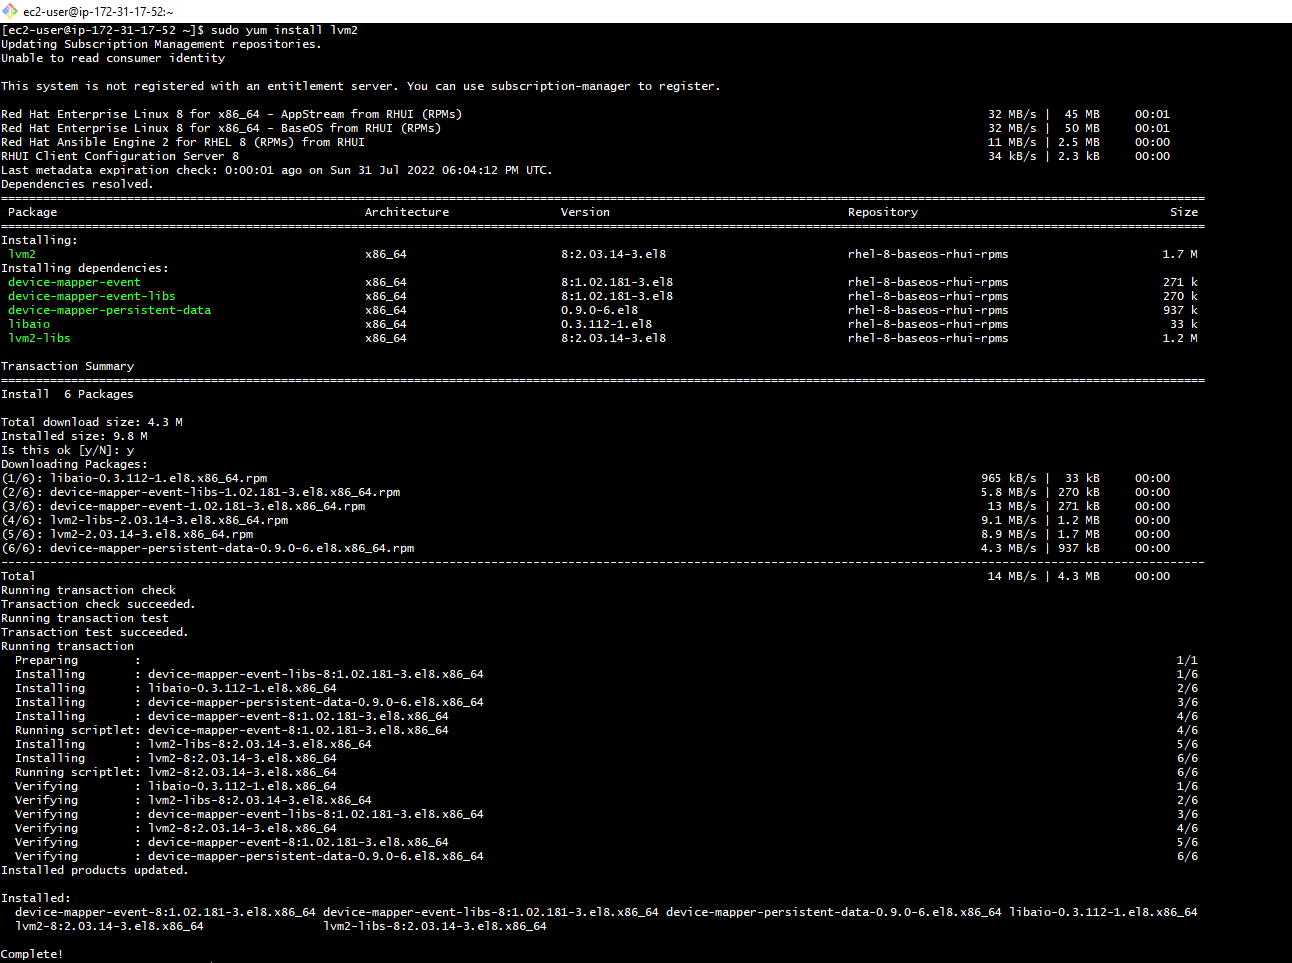 ec2-user@ip-172-31-17-52:~
[ec2-user@ip-172-31-17-52 ~]$ sudo yum install lvm2
Updating Subscription Management repositories.
Unable to read consumer identity
This system is not registered with an entitlement server. You can use subscription-manager to register.
Red Hat Enterprise Linux 8 for x86_64 - AppStream from RHUI (RPMs) 32 MB/s | 45 MB 00:01
Red Hat Enterprise Linux 8 for x86_64 - BaseOS from RHUI (RPMs) 32 MB/s | 50 MB 00:01
Red Hat Ansible Engine 2 for RHEL 8 (RPMs) from RHUI 11 MB/s | 2.5 MB 00:00
RHUI Client Configuration Server 8 34 kB/s | 2.3 kB 00:00
Last metadata expiration check: 0:00:01 ago on Sun 31 Jul 2022 06:04:12 PM UTC.
Dependencies resolved.
Package Architecture Version Repository Size
Installing:
lvm2 x86_64 8:2.03.14-3.el8 rhel-8-baseos-rhui-rpms 1.7 M
Installing dependencies:
device-mapper-event x86_64 8:1.02.181-3.el8 rhel-8-baseos-rhui-rpms 271 k
device-mapper-event-libs x86_64 8:1.02.181-3.el8 rhel-8-baseos-rhui-rpms 270 k
device-mapper-persistent-data x86_64 0.9.0-6.el8 rhel-8-baseos-rhui-rpms 937 k
libaio x86_64 0.3.112-1.el8 rhel-8-baseos-rhui-rpms 33 k
lvm2-libs x86_64 8:2.03.14-3.el8 rhel-8-baseos-rhui-rpms 1.2 M
Transaction Summary
Install 6 Packages
Total download size: 4.3 M
Installed size: 9.8 M
Is this ok [y/N]: y
Downloading Packages:
(1/6): libaio-0.3.112-1.el8.x86_64.rpm 965 kB/s | 33 kB 00:00
(2/6): device-mapper-event-libs-1.02.181-3.el8.x86_64.rpm 5.8 MB/s | 270 kB 00:00
(3/6): device-mapper-event-1.02.181-3.el8.x86_64.rpm 13 MB/s | 271 kB 00:00
(4/6): lvm2-libs-2.03.14-3.el8.x86_64.rpm 9.1 MB/s | 1.2 MB 00:00
(5/6): lvm2-2.03.14-3.el8.x86_64.rpm 8.9 MB/s | 1.7 MB 00:00
(6/6): device-mapper-persistent-data-0.9.0-6.el8.x86_64.rpm 4.3 MB/s | 937 kB 00:00
Total 14 MB/s | 4.3 MB 00:00
Running transaction check
Transaction check succeeded.
Running transaction test
Transaction test succeeded.
Running transaction
Preparing : 1/1
Installing : device-mapper-event-libs-8:1.02.181-3.el8.x86_64 1/6
Installing : libaio-0.3.112-1.el8.x86_64 2/6
Installing : device-mapper-persistent-data-0.9.0-6.el8.x86_64 3/6
Installing : device-mapper-event-8:1.02.181-3.el8.x86_64 4/6
Running scriptlet: device-mapper-event-8:1.02.181-3.el8.x86_64 4/6
Installing : lvm2-libs-8:2.03.14-3.el8.x86_64 5/6
Installing : lvm2-8:2.03.14-3.el8.x86_64 6/6
Running scriptlet: lvm2-8:2.03.14-3.el8.x86_64 6/6
Verifying : libaio-0.3.112-1.el8.x86_64 1/6
Verifying : lvm2-libs-8:2.03.14-3.el8.x86_64 2/6
Verifying : device-mapper-event-libs-8:1.02.181-3.el8.x86_64 3/6
Verifying : lvm2-8:2.03.14-3.el8.x86_64 4/6
Verifying : device-mapper-event-8:1.02.181-3.el8.x86_64 5/6
Verifying : device-mapper-persistent-data-0.9.0-6.el8.x86_64 6/6
Installed products updated.
Installed:
device-mapper-event-8:1.02.181-3.el8.x86_64 device-mapper-event-libs-8:1.02.181-3.el8.x86_64 device-mapper-persistent-data-0.9.0-6.el8.x86_64 libaio-0.3.112-1.el8.x86_64
lvm2-8:2.03.14-3.el8.x86_64 lvm2-libs-8:2.03.14-3.el8.x86_64
Complete!